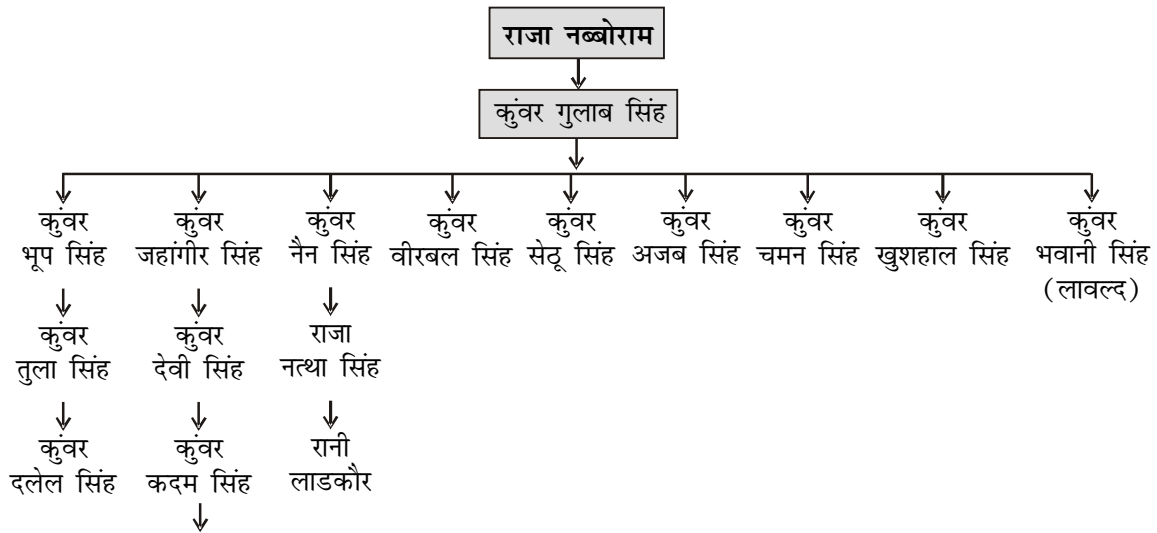 राजा नब्बोराम
कुंवर गुलाब सिंह
कुंवर कुंवर कुंवर कुंवर कुंवर कुंवर कुंवर कुंवर कुंवर
भूप सिंह जहांगीर सिंह नैन सिंह वीरबल सिंह सेठू सिंह अजब सिंह चमन सिंह खुशहाल सिंह भवानी सिंह
(लावल्द)
कुंवर कुंवर राजा
तुला सिंह देवी सिंह नत्था सिंह
कुंवर कुंवर रानी
दलेल सिंह कदम सिंह लाडकौर